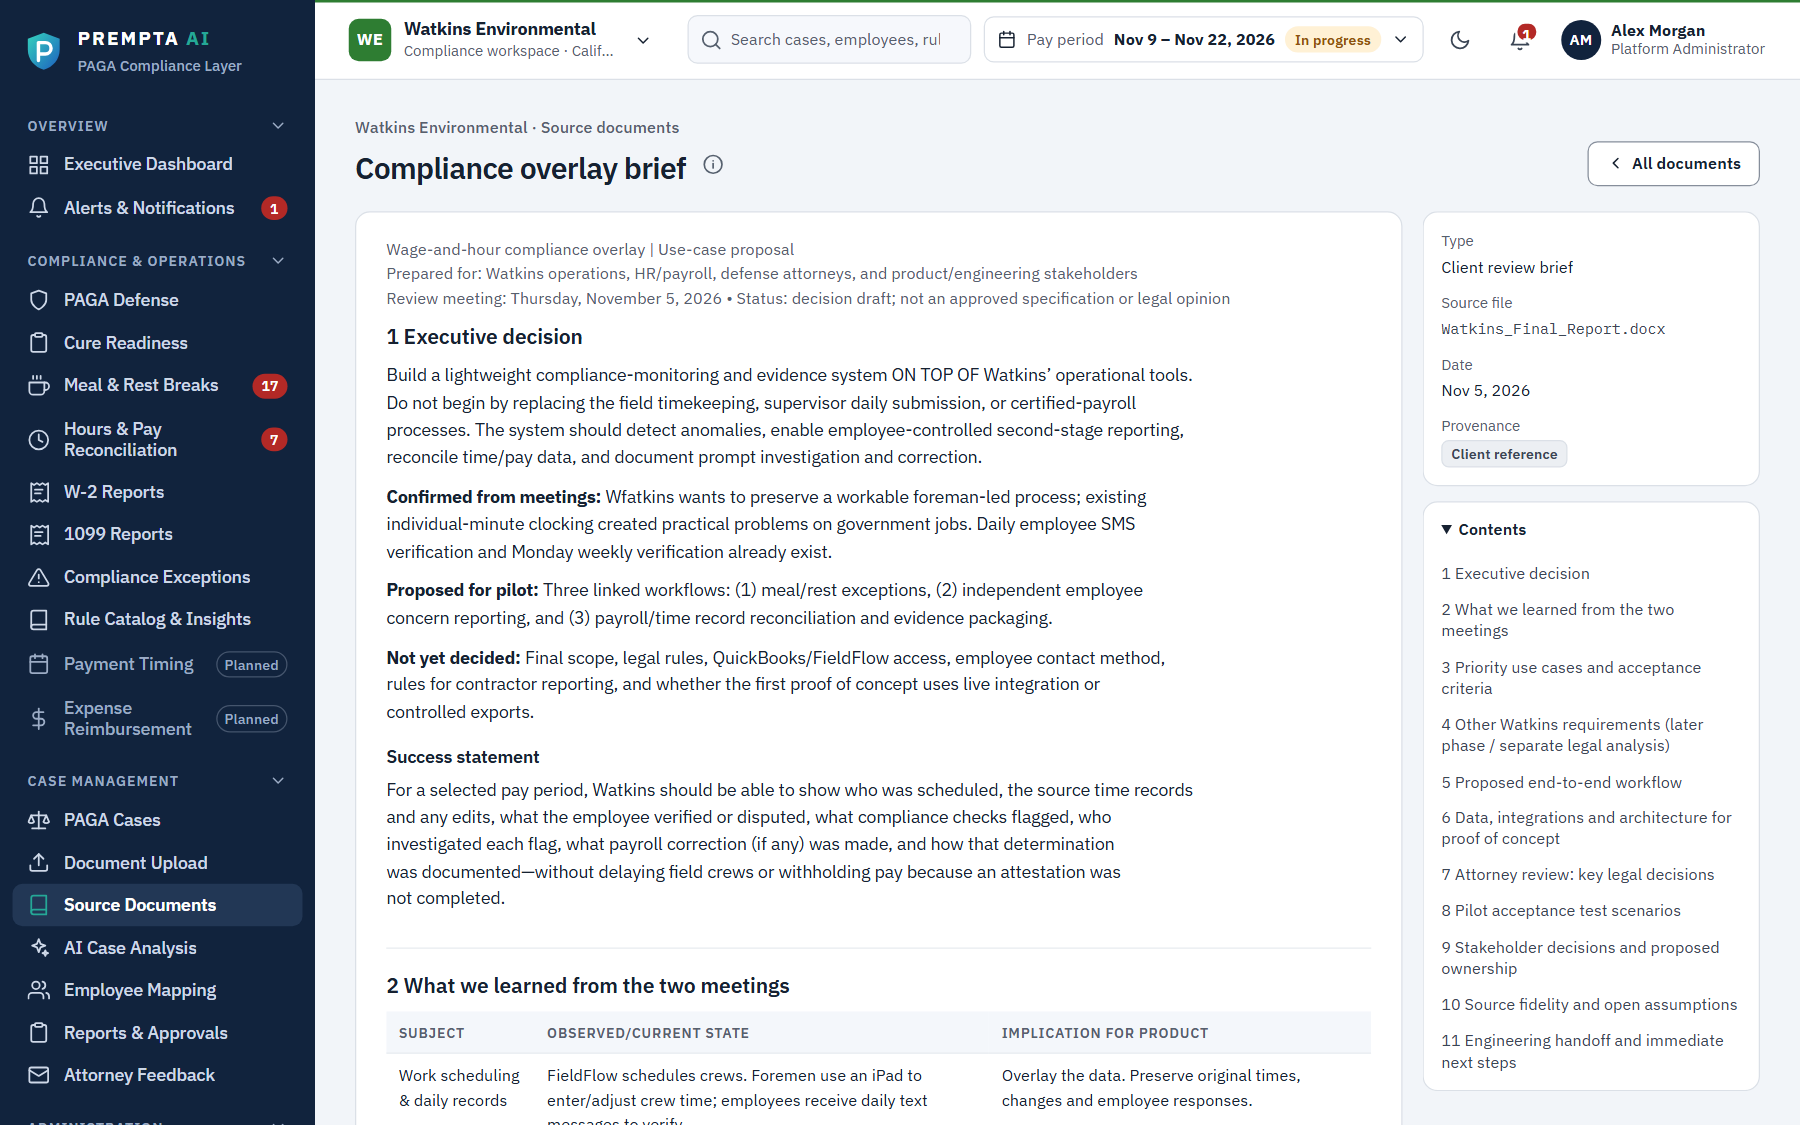 PREMPTA AI
PAGA Compliance Layer
OVERVIEW
Executive Dashboard
Alerts & Notifications 1
COMPLIANCE & OPERATIONS
PAGA Defense
Cure Readiness
Meal & Rest Breaks 17
Hours & Pay
Reconciliation 7
W-2 Reports
1099 Reports
Compliance Exceptions
Rule Catalog & Insights
Payment Timing Planned
Expense
Reimbursement Planned
CASE MANAGEMENT
PAGA Cases
Document Upload
Source Documents
AI Case Analysis
Employee Mapping
Reports & Approvals
Attorney Feedback
WE
Watkins Environmental
Compliance workspace · Calif...
Search cases, employees, rul
Pay period Nov 9 – Nov 22, 2026 In progress
1
AM
Alex Morgan
Platform Administrator
Watkins Environmental · Source documents
Compliance overlay brief
All documents
Wage-and-hour compliance overlay | Use-case proposal
Prepared for: Watkins operations, HR/payroll, defense attorneys, and product/engineering stakeholders
Review meeting: Thursday, November 5, 2026 • Status: decision draft; not an approved specification or legal opinion
1 Executive decision
Build a lightweight compliance-monitoring and evidence system ON TOP OF Watkins’ operational tools.
Do not begin by replacing the field timekeeping, supervisor daily submission, or certified-payroll
processes. The system should detect anomalies, enable employee-controlled second-stage reporting,
reconcile time/pay data, and document prompt investigation and correction.
Confirmed from meetings: Wfatkins wants to preserve a workable foreman-led process; existing
individual-minute clocking created practical problems on government jobs. Daily employee SMS
verification and Monday weekly verification already exist.
Proposed for pilot: Three linked workflows: (1) meal/rest exceptions, (2) independent employee
concern reporting, and (3) payroll/time record reconciliation and evidence packaging.
Not yet decided: Final scope, legal rules, QuickBooks/FieldFlow access, employee contact method,
rules for contractor reporting, and whether the first proof of concept uses live integration or
controlled exports.
Success statement
For a selected pay period, Watkins should be able to show who was scheduled, the source time records
and any edits, what the employee verified or disputed, what compliance checks flagged, who
investigated each flag, what payroll correction (if any) was made, and how that determination
was documented—without delaying field crews or withholding pay because an attestation was
not completed.
2 What we learned from the two meetings
SUBJECT OBSERVED/CURRENT STATE IMPLICATION FOR PRODUCT
Work scheduling FieldFlow schedules crews. Foremen use an iPad to Overlay the data. Preserve original times,
& daily records enter/adjust crew time; employees receive daily text changes and employee responses.
messages to verify.
Type
Client review brief
Source file
Watkins_Final_Report.docx
Date
Nov 5, 2026
Provenance
Client reference
Contents
1 Executive decision
2 What we learned from the two
meetings
3 Priority use cases and acceptance
criteria
4 Other Watkins requirements (later
phase / separate legal analysis)
5 Proposed end-to-end workflow
6 Data, integrations and architecture for
proof of concept
7 Attorney review: key legal decisions
8 Pilot acceptance test scenarios
9 Stakeholder decisions and proposed
ownership
10 Source fidelity and open assumptions
11 Engineering handoff and immediate
next steps